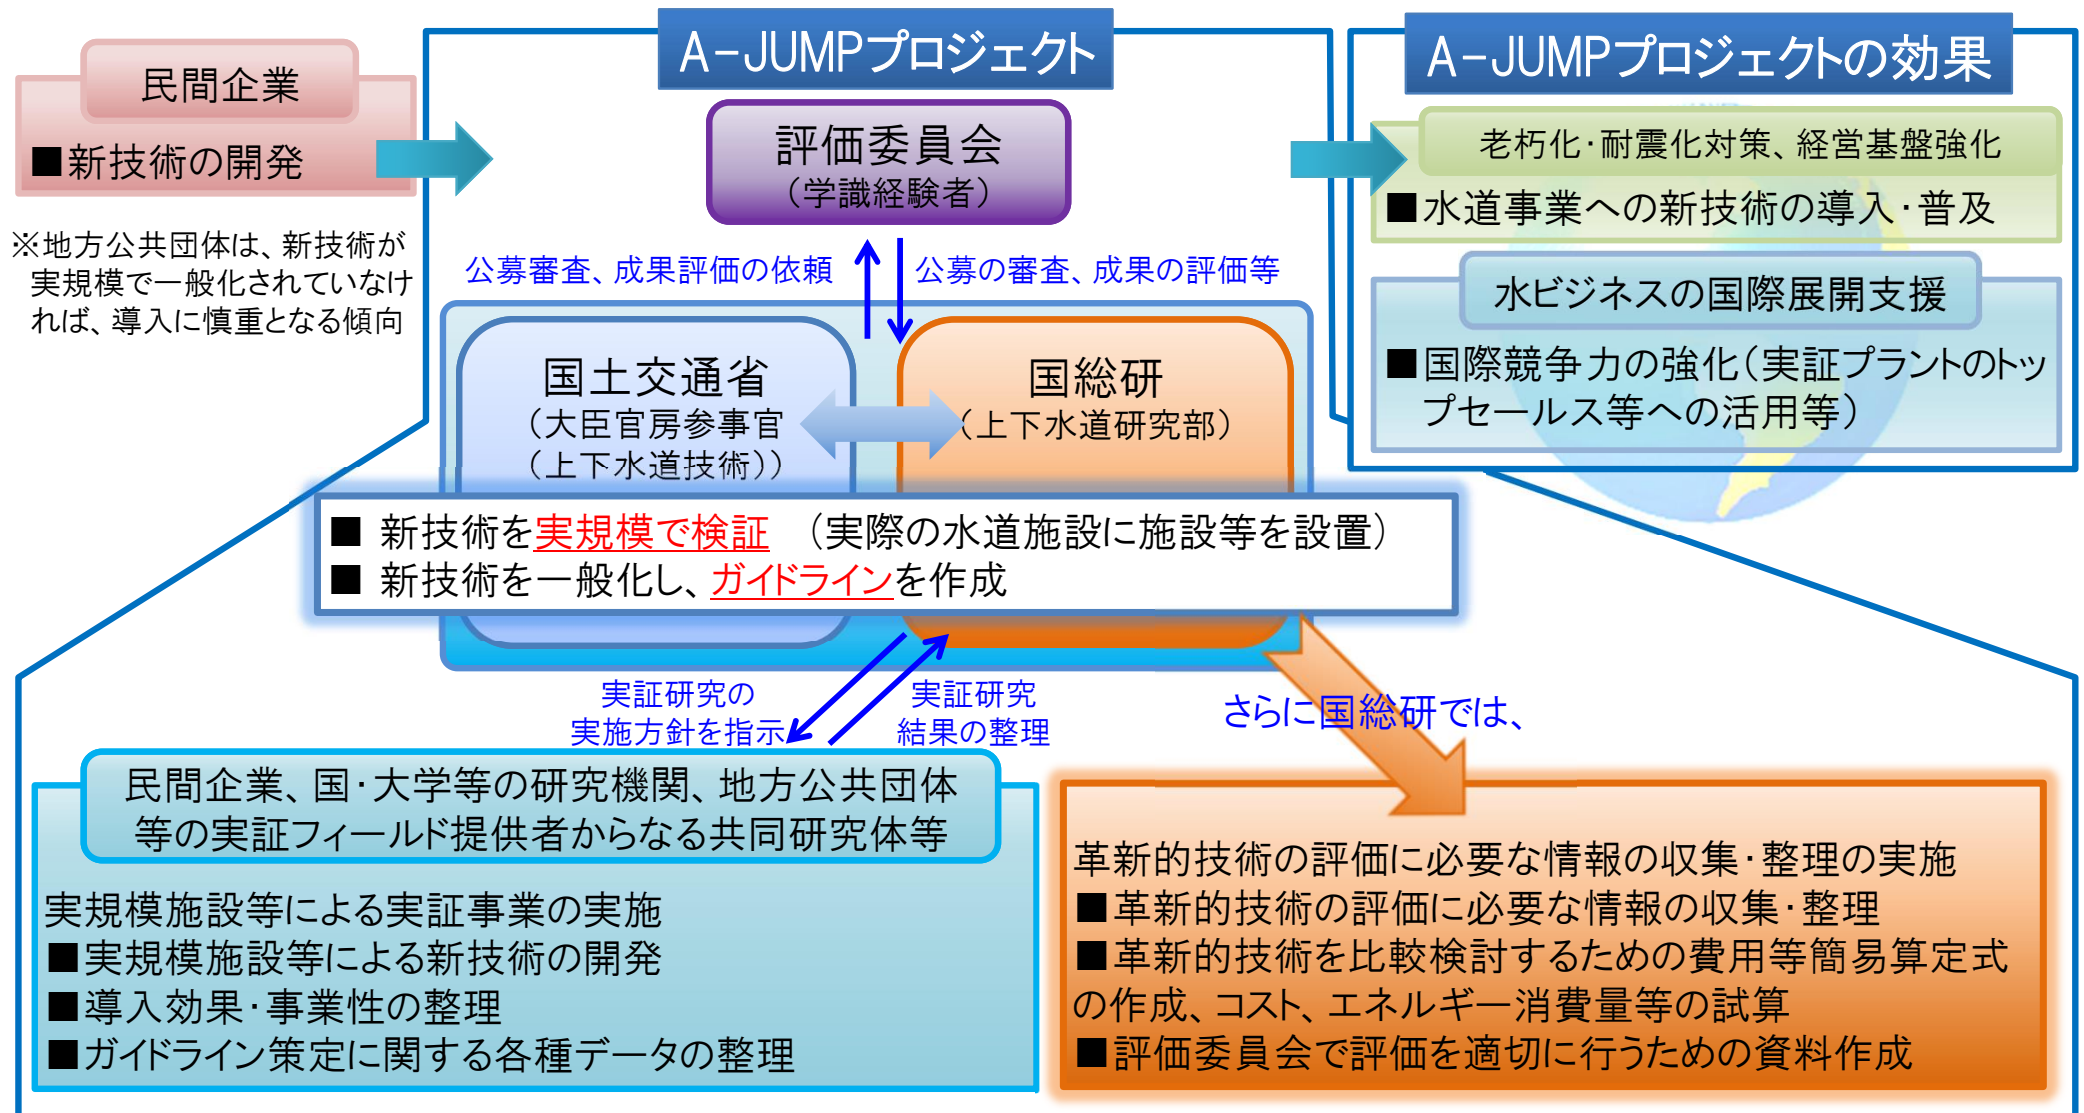 民間企業
■新技術の開発
※地方公共団体は、新技術が
実規模で一般化されていなけ
れば、導入に慎重となる傾向
A-JUMPプロジェクト
評価委員会
（学識経験者）
公募審査、成果評価の依頼
公募の審査、成果の評価等
国土交通省
（大臣官房参事官
（上下水道技術））
国総研
（上下水道研究部）
■ 新技術を実規模で検証　（実際の水道施設に施設等を設置）
■ 新技術を一般化し、ガイドラインを作成
A-JUMPプロジェクトの効果
老朽化・耐震化対策、経営基盤強化
■水道事業への新技術の導入・普及
水ビジネスの国際展開支援
■国際競争力の強化（実証プラントのトッ
プセールス等への活用等）
実証研究の
実施方針を指示
実証研究
結果の整理
さらに国総研では、
民間企業、国・大学等の研究機関、地方公共団体
等の実証フィールド提供者からなる共同研究体等
実規模施設等による実証事業の実施
■実規模施設等による新技術の開発
■導入効果・事業性の整理
■ガイドライン策定に関する各種データの整理
革新的技術の評価に必要な情報の収集・整理の実施
■革新的技術の評価に必要な情報の収集・整理
■革新的技術を比較検討するための費用等簡易算定式
の作成、コスト、エネルギー消費量等の試算
■評価委員会で評価を適切に行うための資料作成